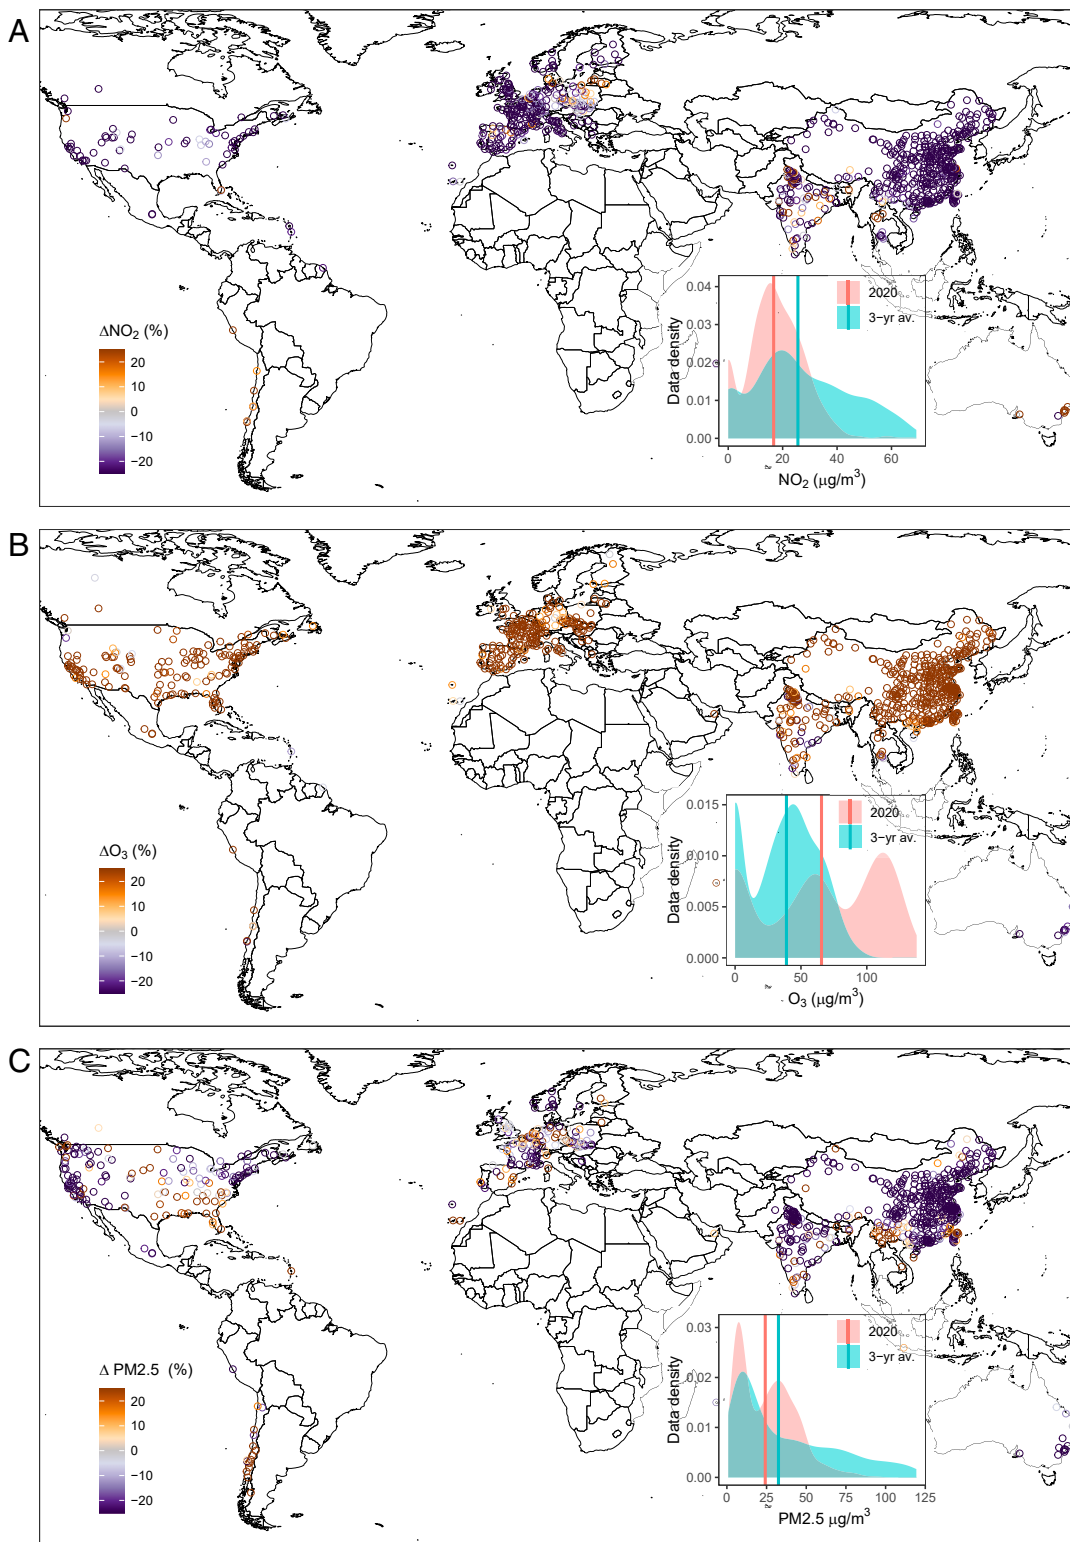 A
ΔNO₂ (%)
20
10
0
−10
−20
Data density
0.04
0.03
0.02
0.01
0.00
2020
3−yr av.
0
20
40
60
NO₂ (μg/m³)
B
ΔO₃ (%)
20
10
0
−10
−20
Data density
0.015
0.010
0.005
0.000
2020
3−yr av.
0
50
100
O₃ (μg/m³)
C
Δ PM2.5 (%)
20
10
0
−10
−20
Data density
0.03
0.02
0.01
0.00
2020
3−yr av.
0
25
50
75
100
125
PM2.5 μg/m³